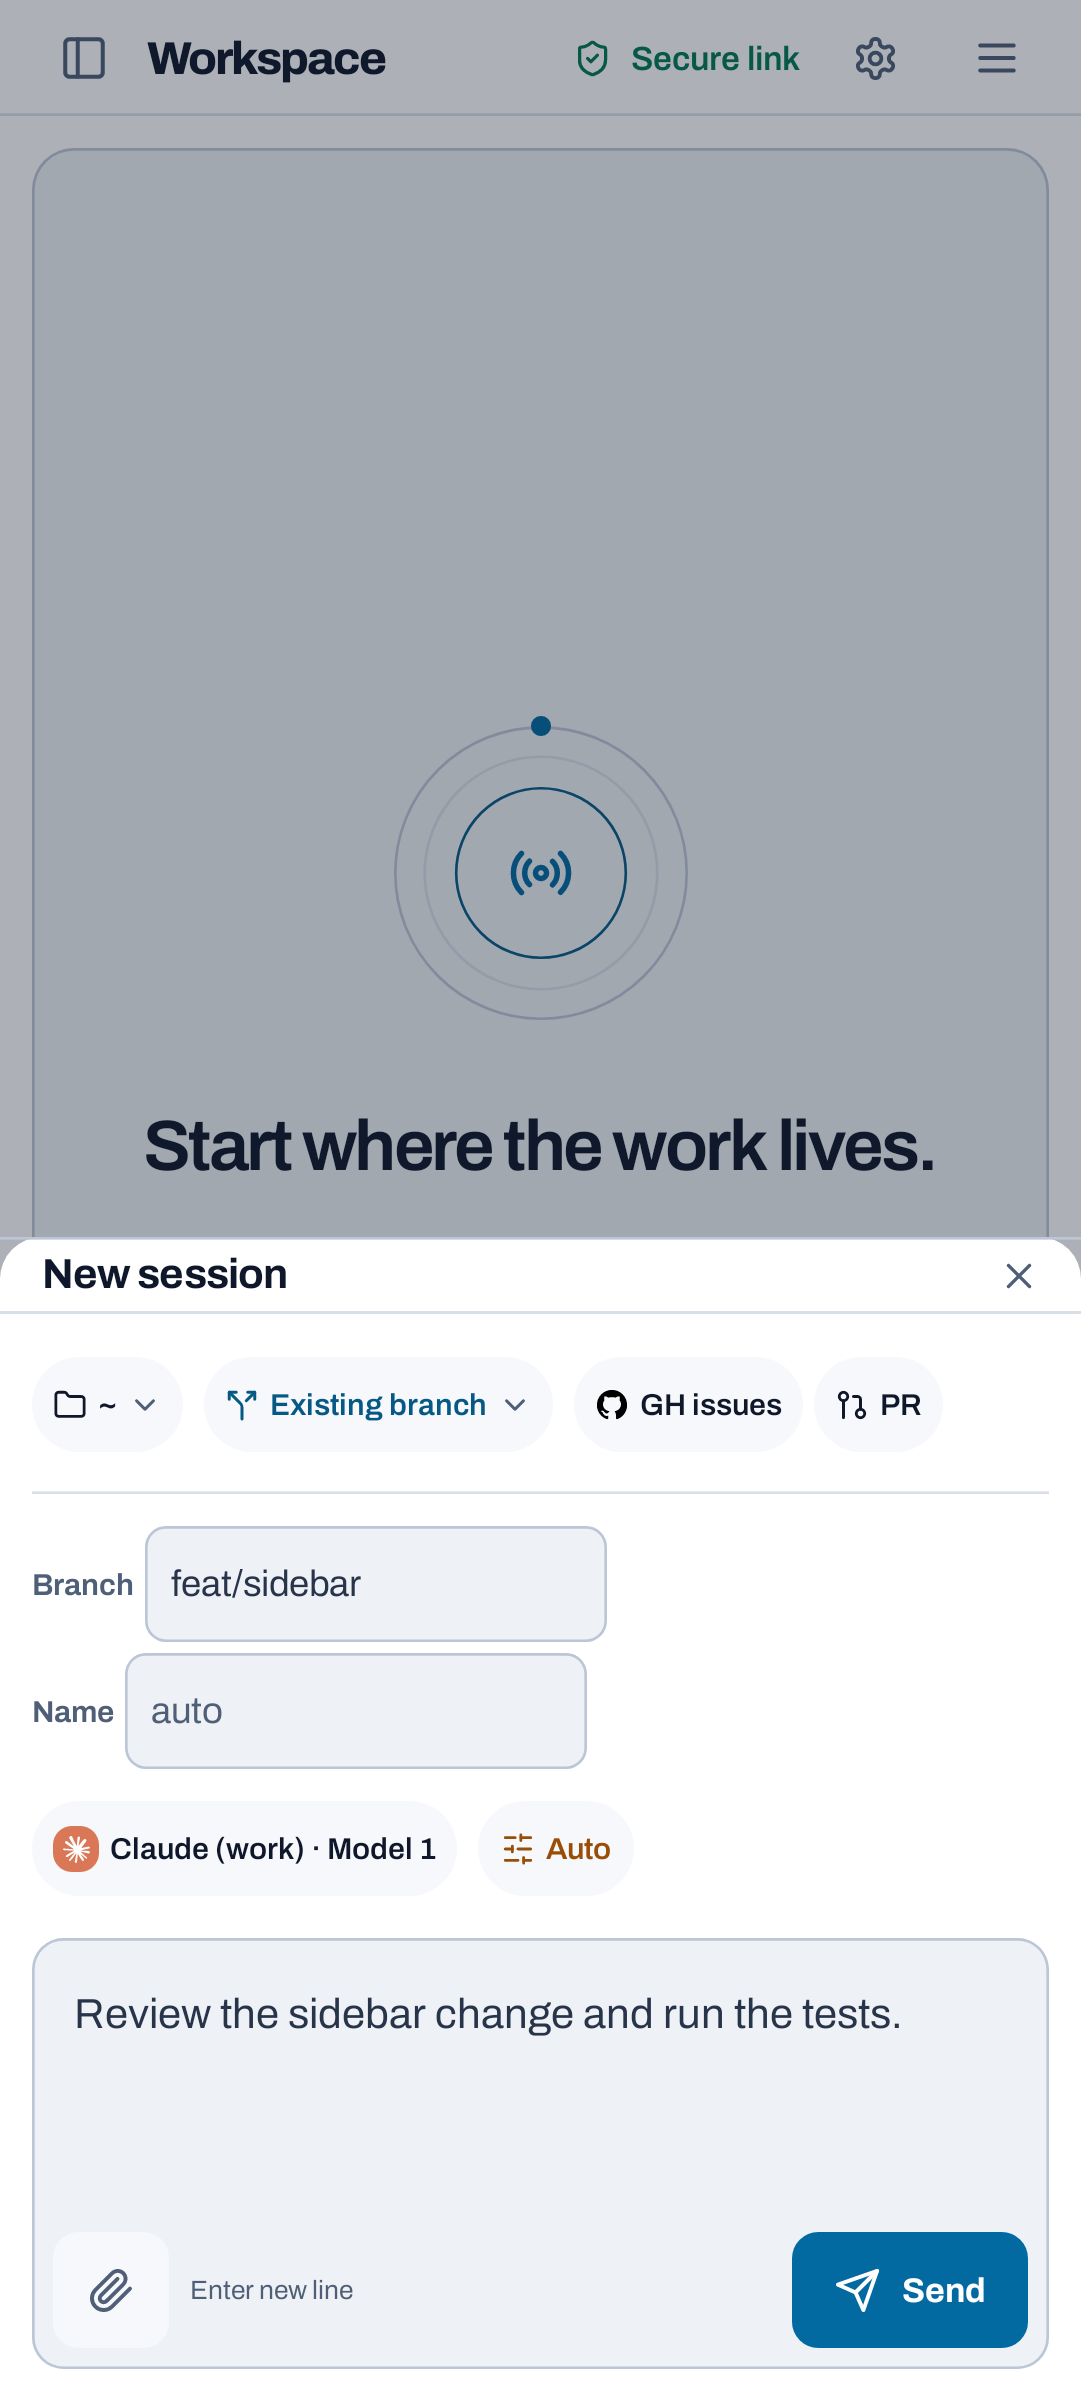 Workspace
Secure link
Start where the work lives.
New session
~
Existing branch
GH issues
PR
Branch
feat/sidebar
Name
auto
Claude (work) · Model 1
Auto
Review the sidebar change and run the tests.
Enter new line
Send